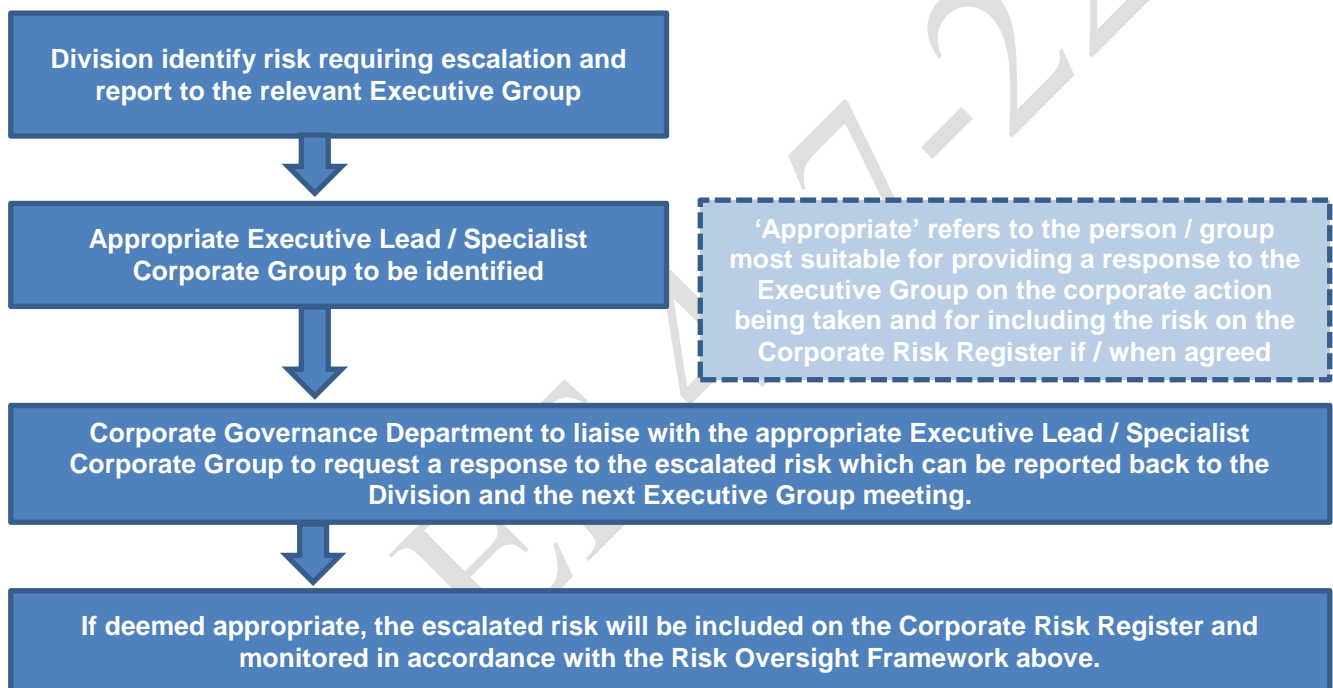 Division identify risk requiring escalation and
report to the relevant Executive Group
Appropriate Executive Lead / Specialist
Corporate Group to be identified
‘Appropriate’ refers to the person / group
most suitable for providing a response to the
Executive Group on the corporate action
being taken and for including the risk on the
Corporate Risk Register if / when agreed
Corporate Governance Department to liaise with the appropriate Executive Lead / Specialist
Corporate Group to request a response to the escalated risk which can be reported back to the
Division and the next Executive Group meeting.
If deemed appropriate, the escalated risk will be included on the Corporate Risk Register and
monitored in accordance with the Risk Oversight Framework above.